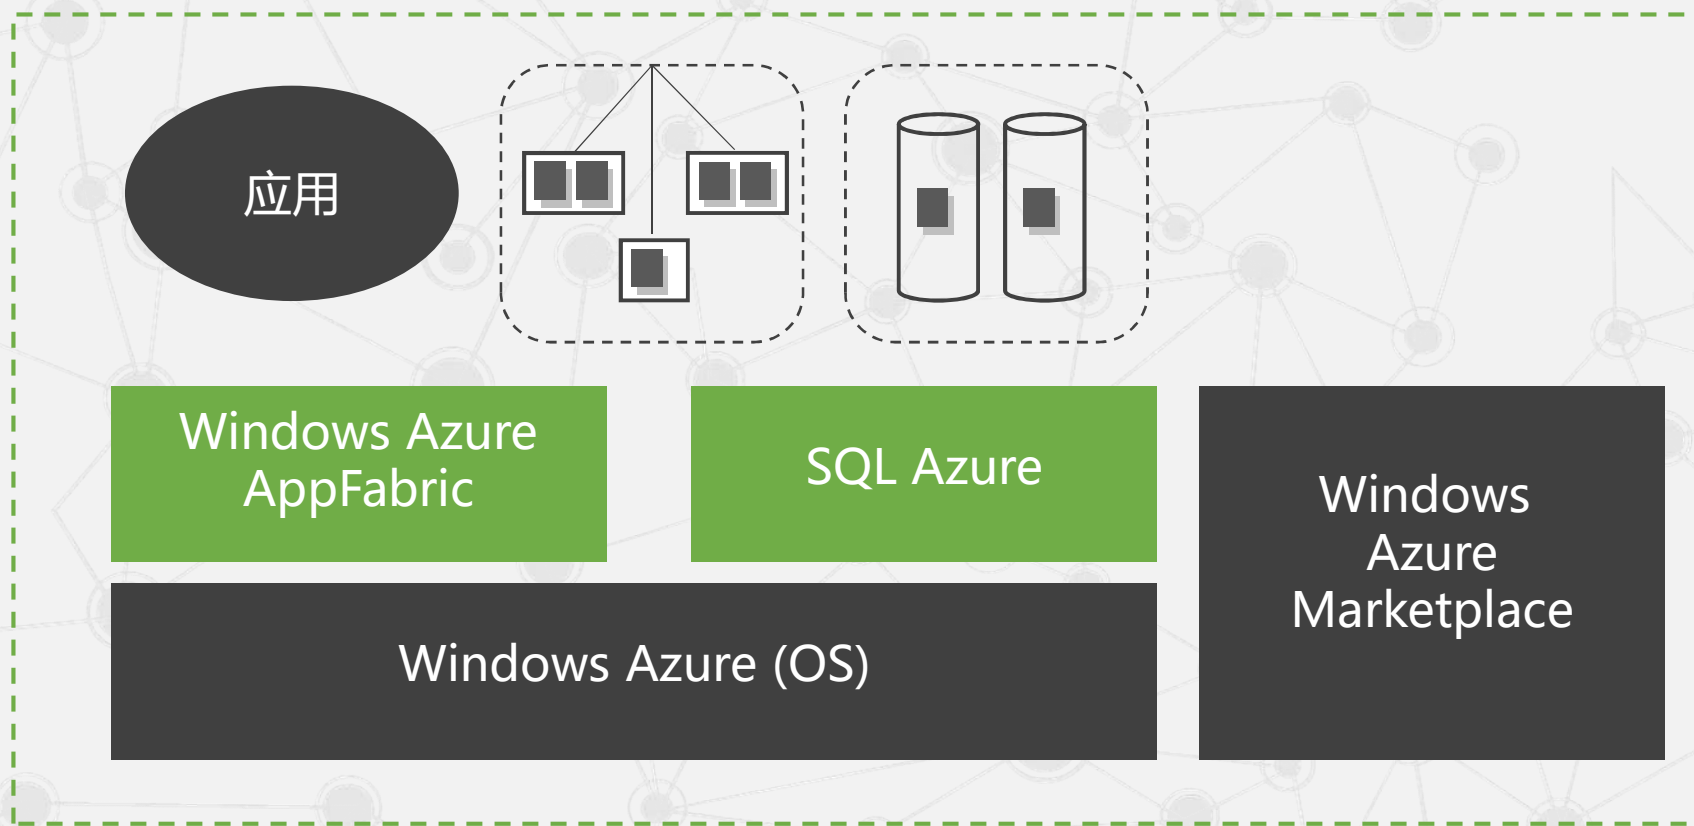 应用
Windows Azure
AppFabric
SQL Azure
Windows
Azure
Marketplace
Windows Azure (OS)